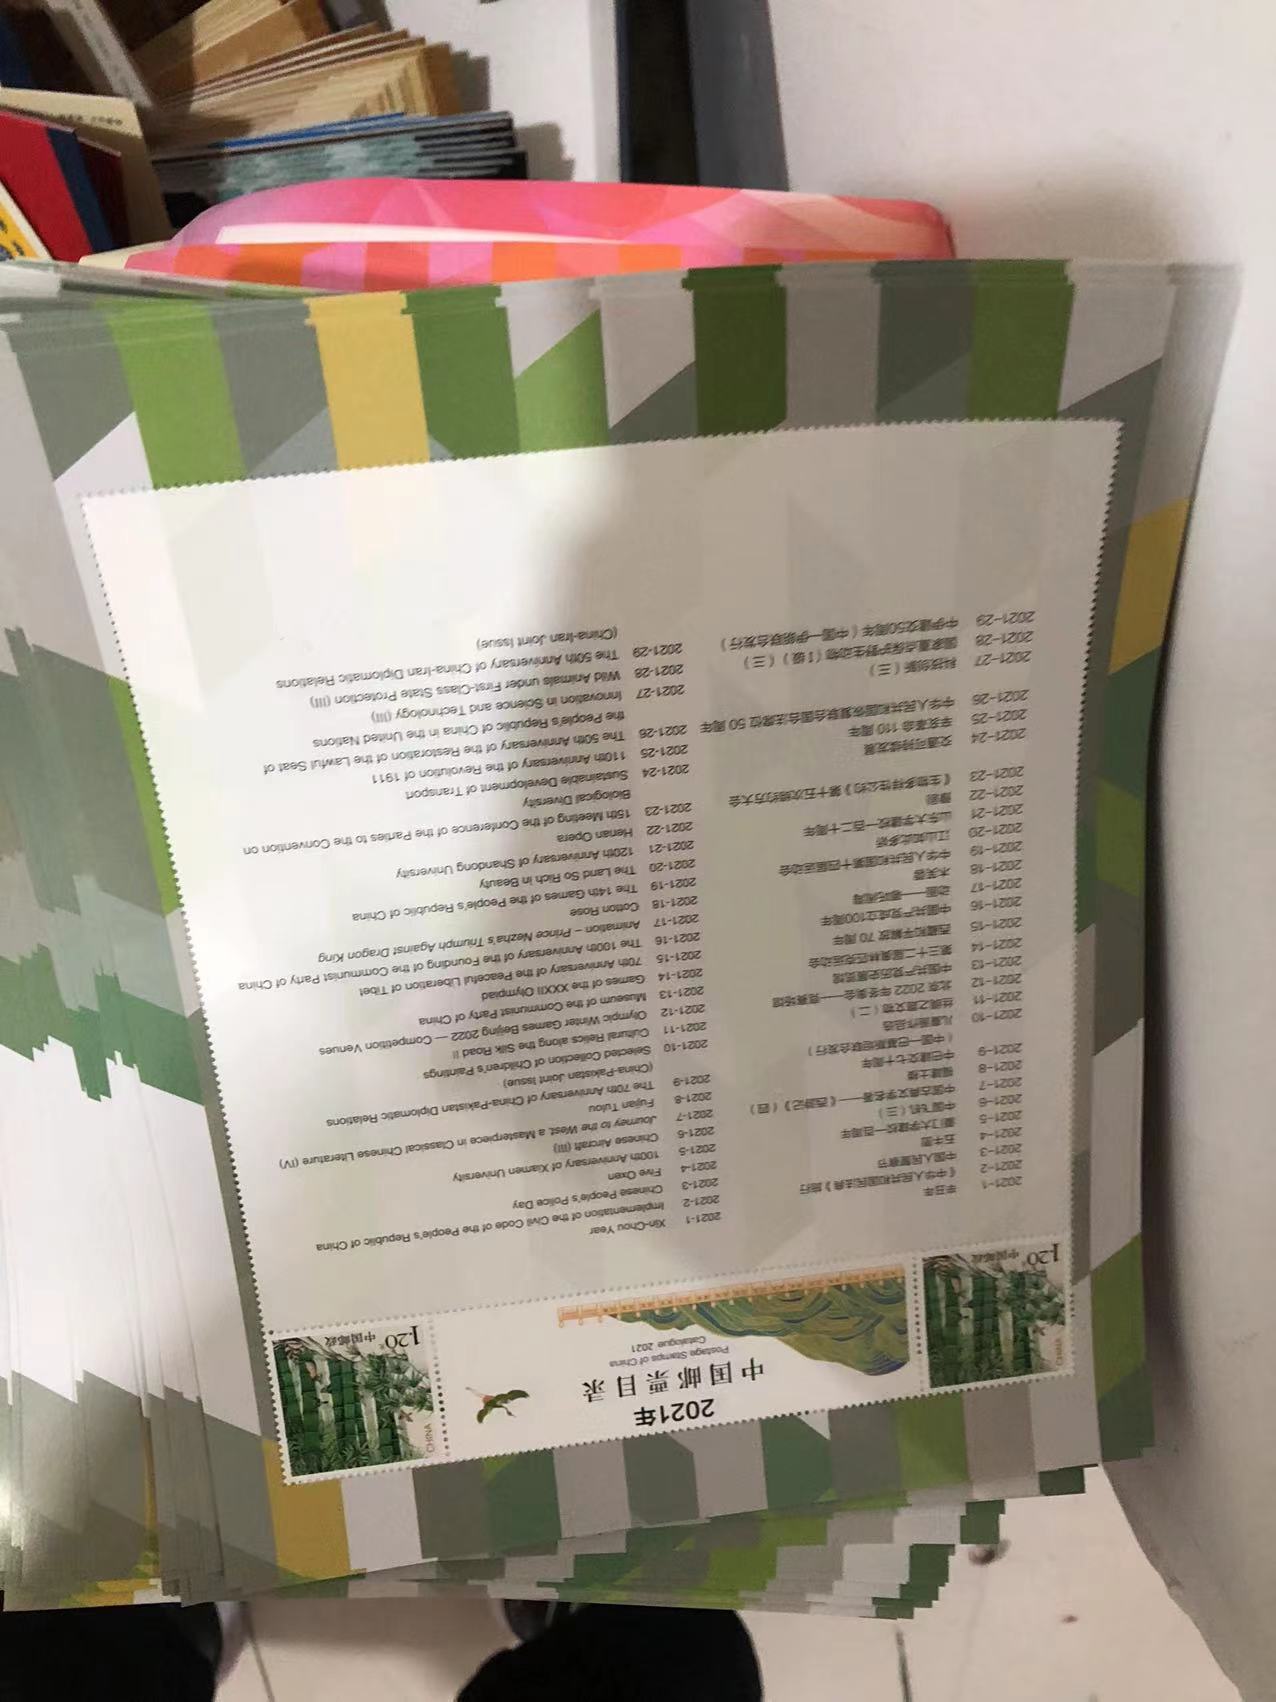 2021年
中国邮票目录
Postage Stamps of China
Catalogue 2021
1.20元
中国邮政
CHINA
1.20元
中国邮政
CHINA
2021-1 辛丑年
2021-2 《中华人民共和国民法典》施行
2021-3 中国人民警察节
2021-4 五牛图
2021-5 厦门大学建校一百周年
2021-6 中国飞机（三）
2021-7 中国古典文学名著——《西游记》（四）
2021-8 福建土楼
2021-9 中巴建交七十周年
（中国—巴基斯坦联合发行）
2021-10 儿童画作品选
2021-11 丝绸之路文物（二）
2021-12 北京2022年冬奥会——竞赛场馆
2021-13 中国共产党历史展览馆
2021-14 第三十二届奥林匹克运动会
2021-15 西藏和平解放 70 周年
2021-16 中国共产党成立100周年
2021-17 动画——哪吒闹海
2021-18 木芙蓉
2021-19 中华人民共和国第十四届运动会
2021-20 江山如此多娇
2021-21 山东大学建校一百二十周年
2021-22 豫剧
2021-23 《生物多样性公约》第十五次缔约方大会
2021-24 交通可持续发展
2021-25 辛亥革命 110 周年
2021-26 中华人民共和国恢复联合国合法席位 50 周年
2021-27 科技创新（三）
2021-28 国家重点保护野生动物（Ⅰ级）（三）
2021-29 中伊建交50周年（中国—伊朗联合发行）
2021-1 Xin-Chou Year
2021-2 Implementation of the Civil Code of the People's Republic of China
2021-3 Chinese People's Police Day
2021-4 Five Oxen
2021-5 100th Anniversary of Xiamen University
2021-6 Chinese Aircraft (III)
2021-7 Journey to the West, a Masterpiece in Classical Chinese Literature (IV)
2021-8 Fujian Tulou
2021-9 The 70th Anniversary of China-Pakistan Diplomatic Relations
(China-Pakistan Joint Issue)
2021-10 Selected Collection of Children's Paintings
2021-11 Cultural Relics along the Silk Road II
2021-12 Olympic Winter Games Beijing 2022 — Competition Venues
2021-13 Museum of the Communist Party of China
2021-14 Games of the XXXII Olympiad
2021-15 70th Anniversary of the Peaceful Liberation of Tibet
2021-16 The 100th Anniversary of the Founding of the Communist Party of China
2021-17 Animation – Prince Nezha's Triumph Against Dragon King
2021-18 Cotton Rose
2021-19 The 14th Games of the People's Republic of China
2021-20 The Land So Rich in Beauty
2021-21 120th Anniversary of Shandong University
2021-22 Henan Opera
2021-23 15th Meeting of the Conference of the Parties to the Convention on
Biological Diversity
2021-24 Sustainable Development of Transport
2021-25 110th Anniversary of the Revolution of 1911
2021-26 The 50th Anniversary of the Restoration of the Lawful Seat of
the People's Republic of China in the United Nations
2021-27 Innovation in Science and Technology (III)
2021-28 Wild Animals under First-Class State Protection (III)
2021-29 The 50th Anniversary of China-Iran Diplomatic Relations
(China-Iran Joint Issue)